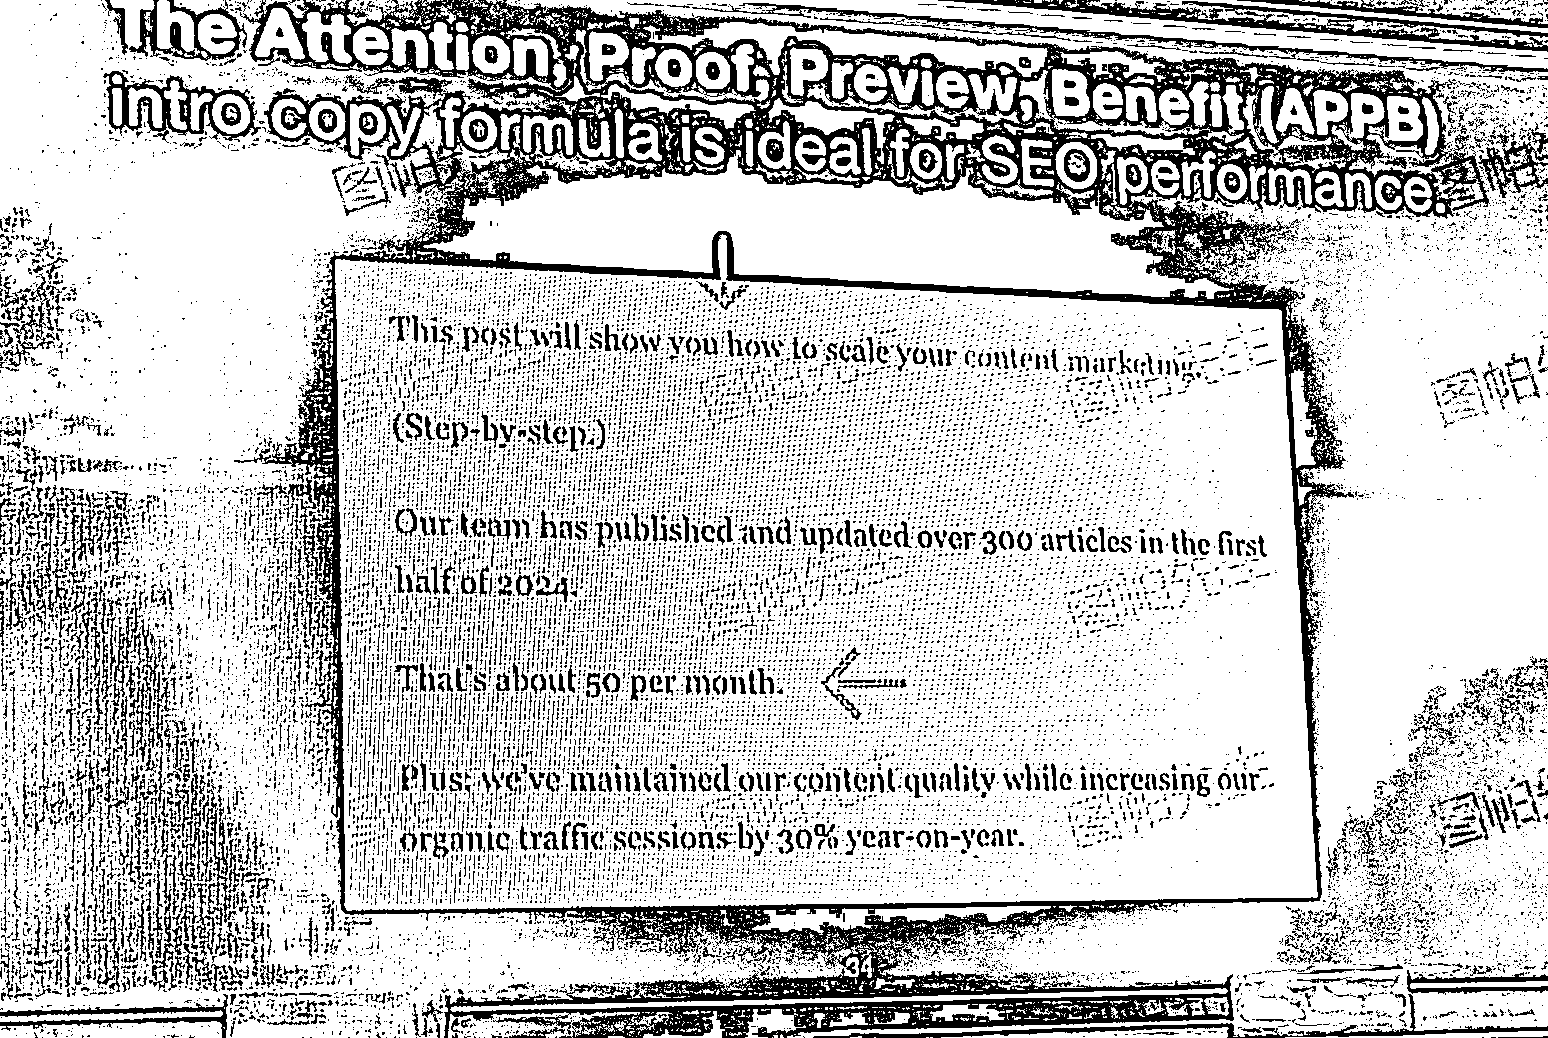 The Attention, Proof, Preview, Benefit (APPB)
intro copy formula is ideal for SEO performance.
This post will show you how to scale your content marketing.
(Step-by-step.)
Our team has published and updated over 300 articles in the first
half of 2024.
That's about 50 per month.
Plus: we've maintained our content quality while increasing our
organic traffic sessions by 30% year-on-year.
34